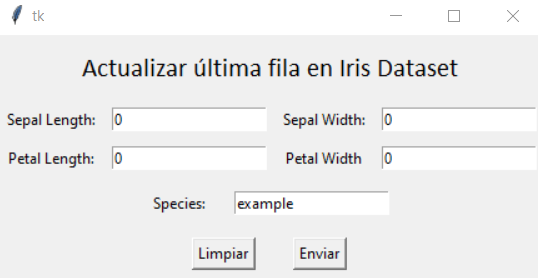 tk
Actualizar última fila en Iris Dataset
Sepal Length: 0 Sepal Width: 0
Petal Length: 0 Petal Width 0
Species: example
Limpiar Enviar